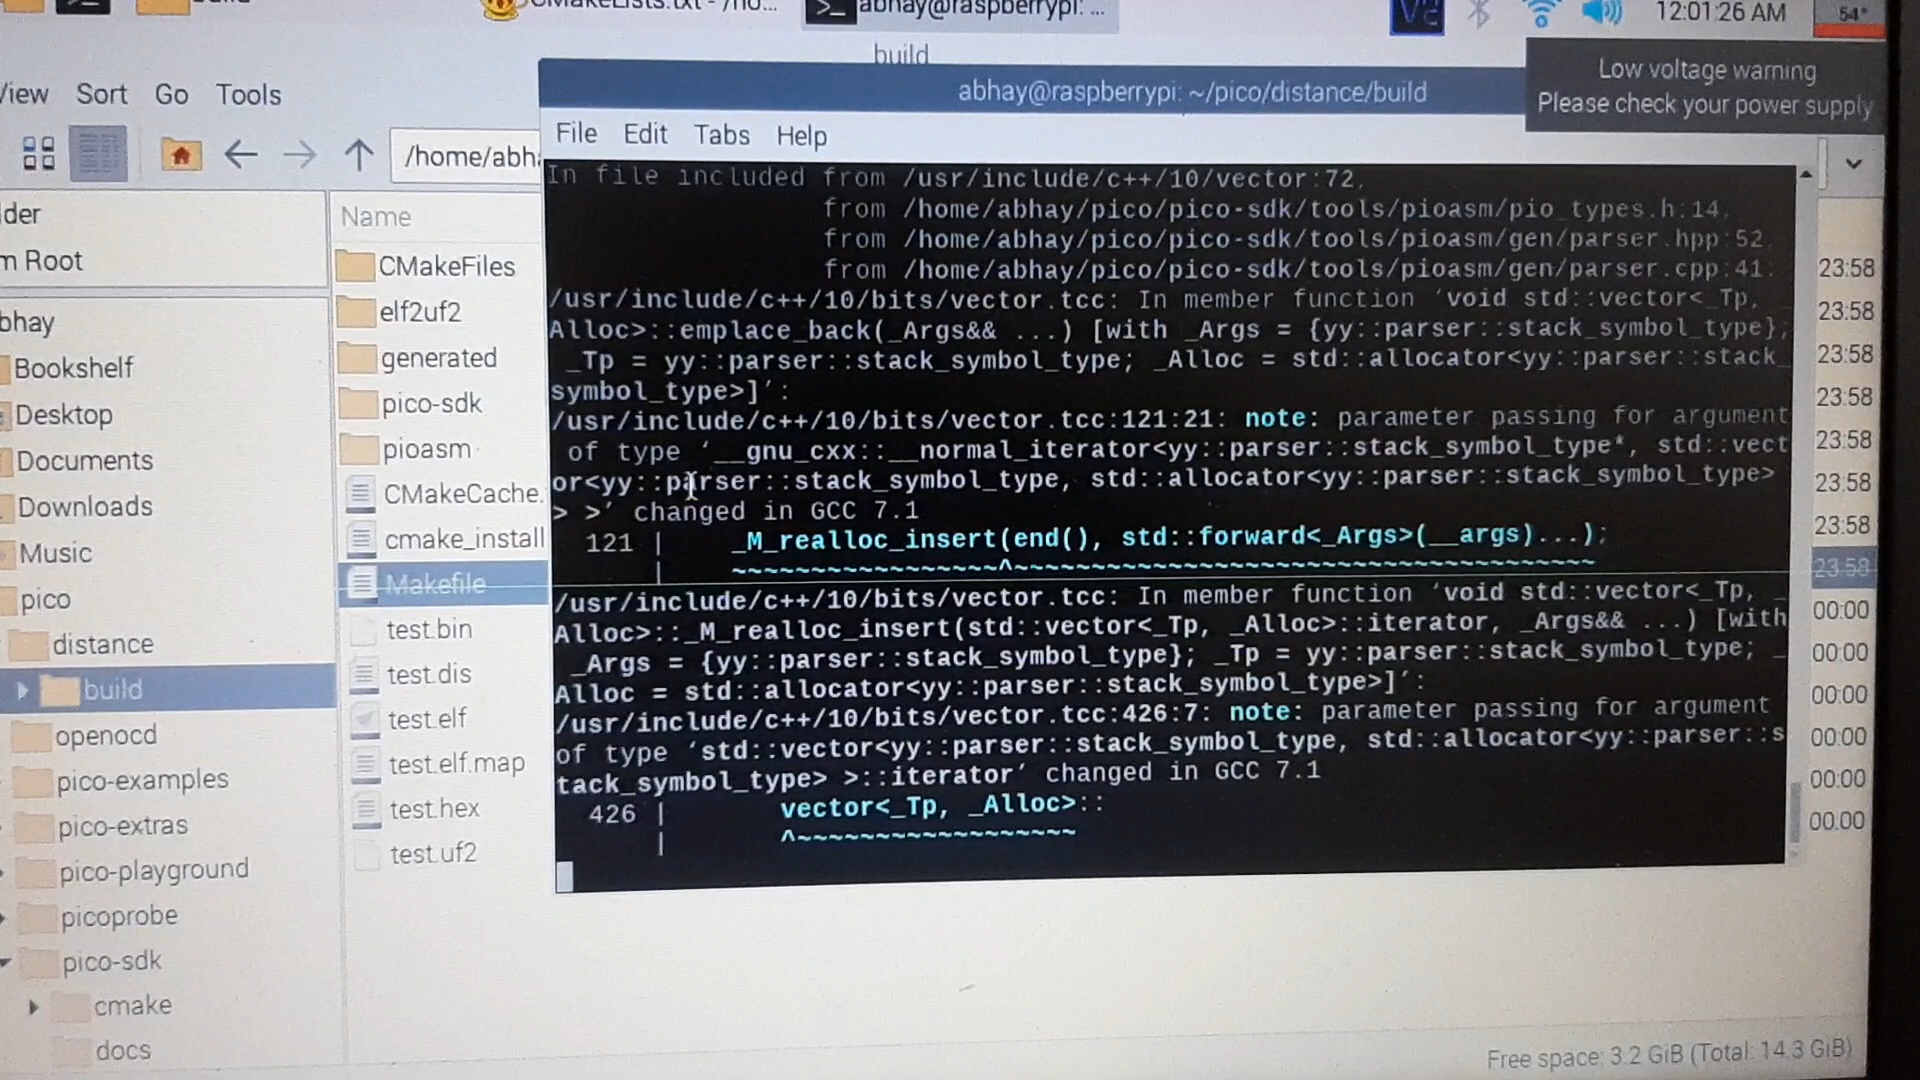 CMakeLists.txt - /ho...
abhay@raspberrypi: ...
12:01:26 AM
54°
build
Low voltage warning
Please check your power supply
View Sort Go Tools
abhay@raspberrypi: ~/pico/distance/build
File Edit Tabs Help
/home/abh
Name
CMakeFiles
elf2uf2
generated
pico-sdk
pioasm
CMakeCache.
cmake_install
Makefile
test.bin
test.dis
test.elf
test.elf.map
test.hex
test.uf2
lder
m Root
bhay
Bookshelf
Desktop
Documents
Downloads
Music
pico
distance
build
openocd
pico-examples
pico-extras
pico-playground
picoprobe
pico-sdk
cmake
docs
In file included from /usr/include/c++/10/vector:72,
from /home/abhay/pico/pico-sdk/tools/pioasm/pio_types.h:14,
from /home/abhay/pico/pico-sdk/tools/pioasm/gen/parser.hpp:52,
from /home/abhay/pico/pico-sdk/tools/pioasm/gen/parser.cpp:41:
/usr/include/c++/10/bits/vector.tcc: In member function ‘void std::vector<_Tp, _
Alloc>::emplace_back(_Args&& ...) [with _Args = {yy::parser::stack_symbol_type};
_Tp = yy::parser::stack_symbol_type; _Alloc = std::allocator<yy::parser::stack_
symbol_type>]’:
/usr/include/c++/10/bits/vector.tcc:121:21: note: parameter passing for argument
of type ‘__gnu_cxx::__normal_iterator<yy::parser::stack_symbol_type*, std::vect
or<yy::parser::stack_symbol_type, std::allocator<yy::parser::stack_symbol_type>
> >’ changed in GCC 7.1
121 | _M_realloc_insert(end(), std::forward<_Args>(__args)...);
| ~~~~~~~~~~~~~~~~~^~~~~~~~~~~~~~~~~~~~~~~~~~~~~~~~~~~~~~~
/usr/include/c++/10/bits/vector.tcc: In member function ‘void std::vector<_Tp, _
Alloc>::_M_realloc_insert(std::vector<_Tp, _Alloc>::iterator, _Args&& ...) [with
_Args = {yy::parser::stack_symbol_type}; _Tp = yy::parser::stack_symbol_type; _
Alloc = std::allocator<yy::parser::stack_symbol_type>]’:
/usr/include/c++/10/bits/vector.tcc:426:7: note: parameter passing for argument
of type ‘std::vector<yy::parser::stack_symbol_type, std::allocator<yy::parser::s
tack_symbol_type> >::iterator’ changed in GCC 7.1
426 | vector<_Tp, _Alloc>::
| ^~~~~~~~~~~~~~~~~~~
23:58
23:58
23:58
23:58
23:58
23:58
23:58
23:58
00:00
00:00
00:00
00:00
00:00
00:00
Free space: 3.2 GiB (Total: 14.3 GiB)